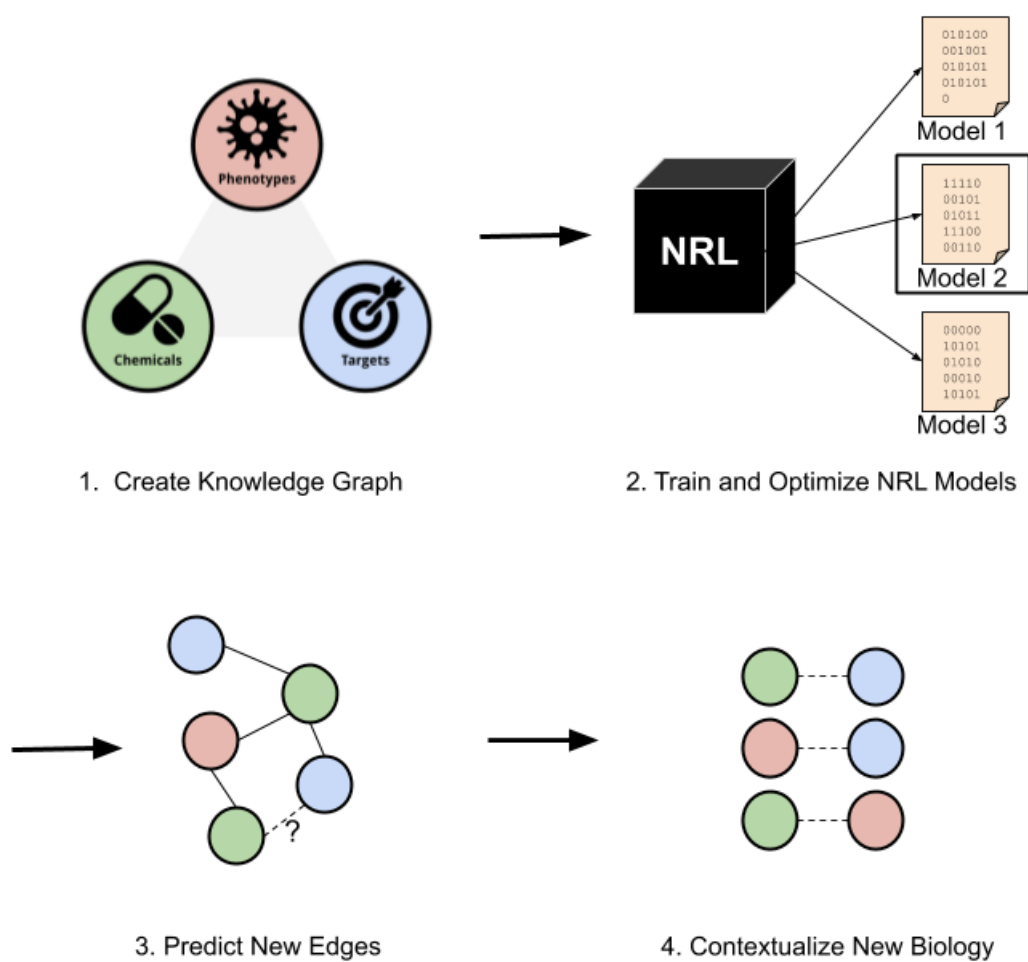 Phenotypes
Chemicals
Targets
1. Create Knowledge Graph
NRL
010100
001001
010101
010101
0
Model 1
11110
00101
01011
11100
00110
Model 2
00000
10101
01010
00010
10101
Model 3
2. Train and Optimize NRL Models
?
3. Predict New Edges
4. Contextualize New Biology